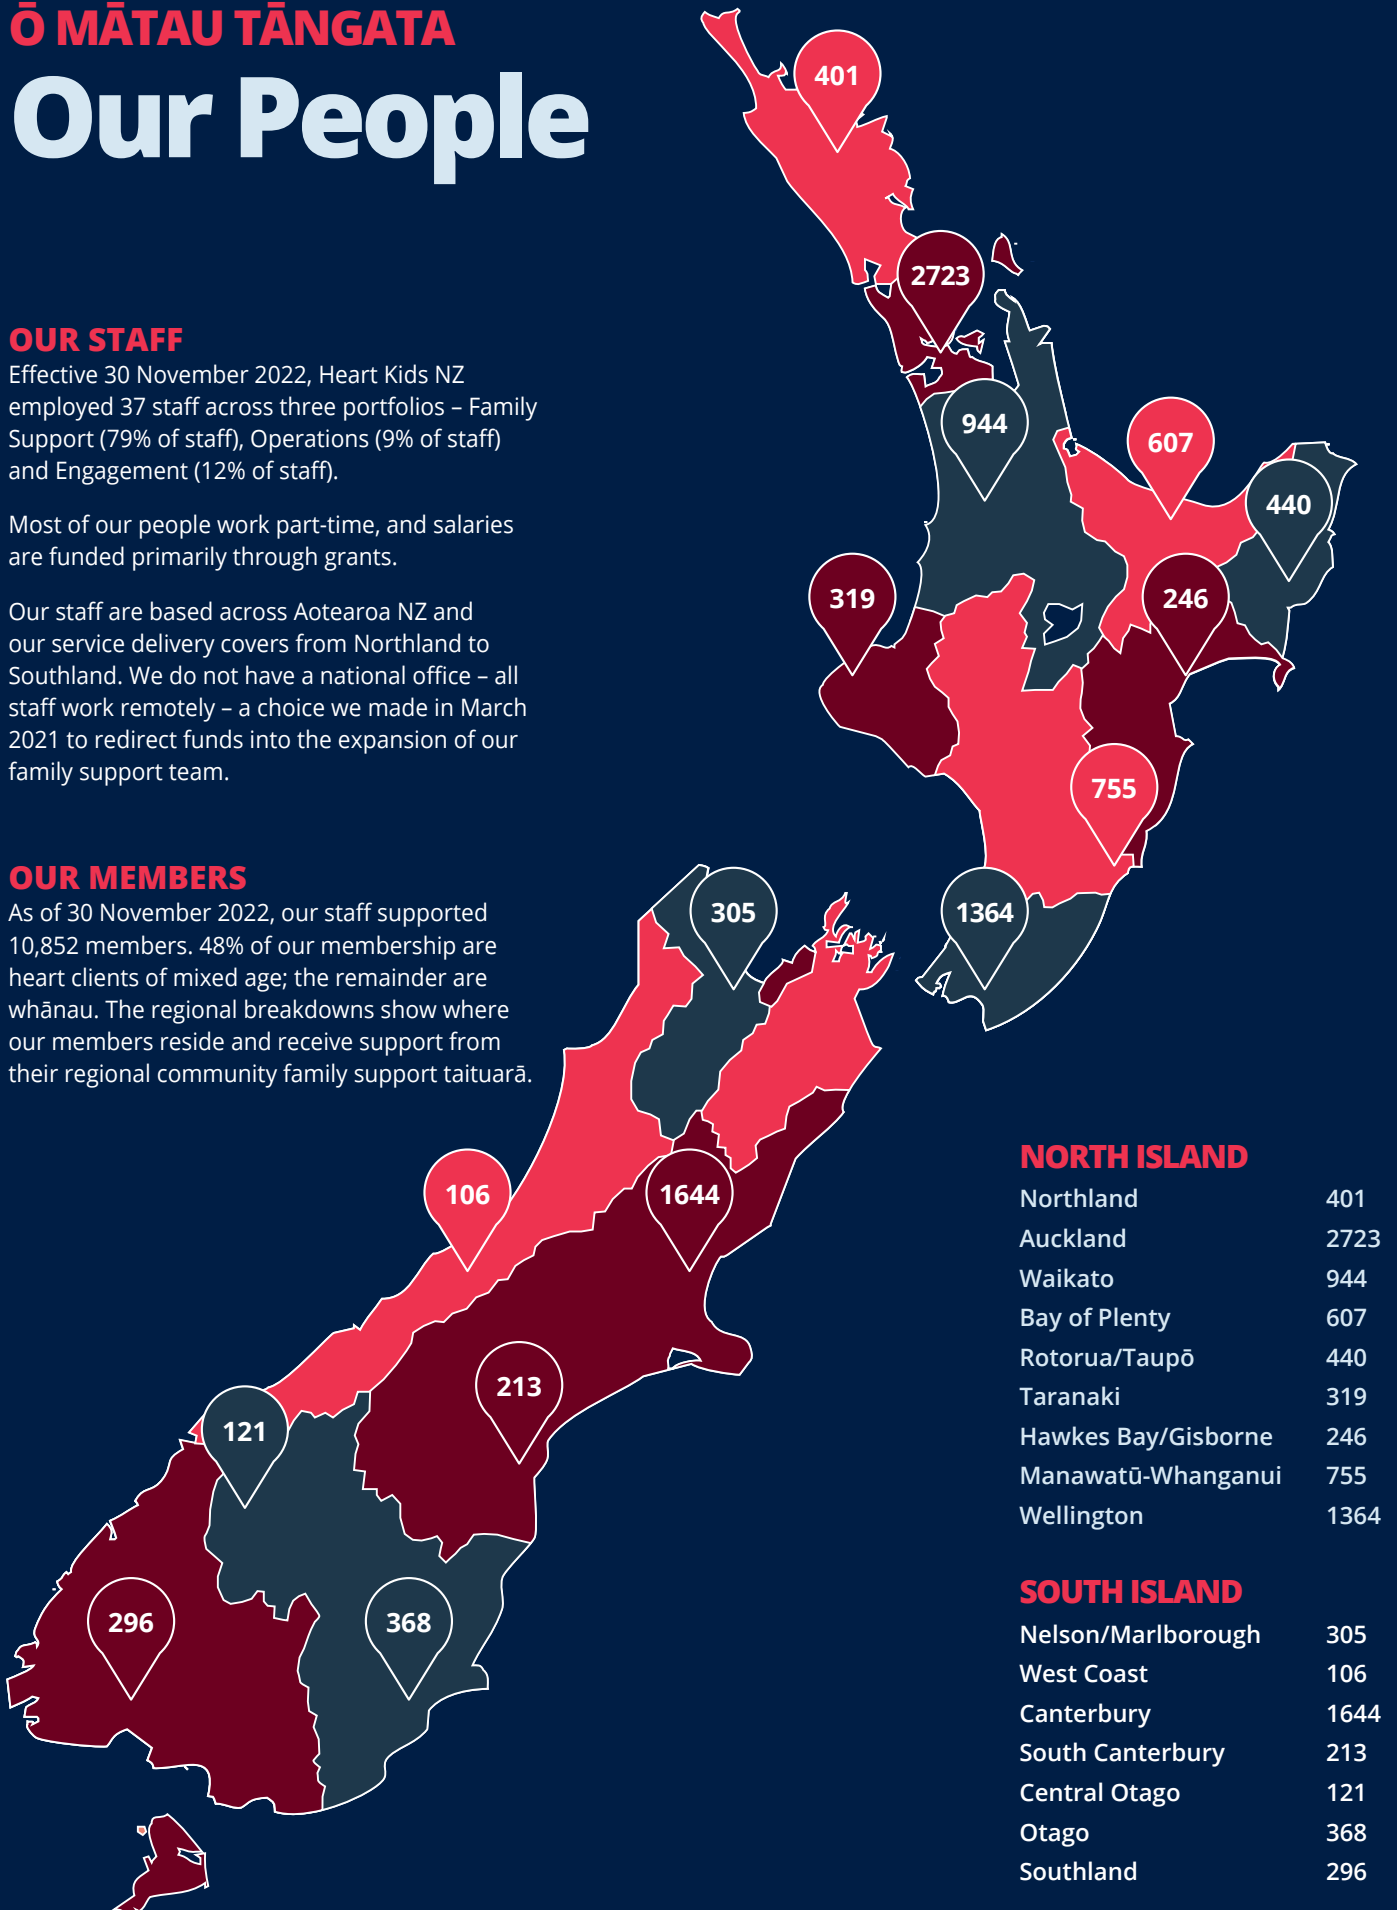 Ō MĀTAU TĀNGATA
Our People
OUR STAFF
Effective 30 November 2022, Heart Kids NZ
employed 37 staff across three portfolios – Family
Support (79% of staff), Operations (9% of staff)
and Engagement (12% of staff).
Most of our people work part-time, and salaries
are funded primarily through grants.
Our staff are based across Aotearoa NZ and
our service delivery covers from Northland to
Southland. We do not have a national office – all
staff work remotely – a choice we made in March
2021 to redirect funds into the expansion of our
family support team.
OUR MEMBERS
As of 30 November 2022, our staff supported
10,852 members. 48% of our membership are
heart clients of mixed age; the remainder are
whānau. The regional breakdowns show where
our members reside and receive support from
their regional community family support taituarā.
401
2723
944
607
440
319
246
755
1364
305
106
1644
213
121
296
368
NORTH ISLAND
Northland 401
Auckland 2723
Waikato 944
Bay of Plenty 607
Rotorua/Taupō 440
Taranaki 319
Hawkes Bay/Gisborne 246
Manawatū-Whanganui 755
Wellington 1364
SOUTH ISLAND
Nelson/Marlborough 305
West Coast 106
Canterbury 1644
South Canterbury 213
Central Otago 121
Otago 368
Southland 296